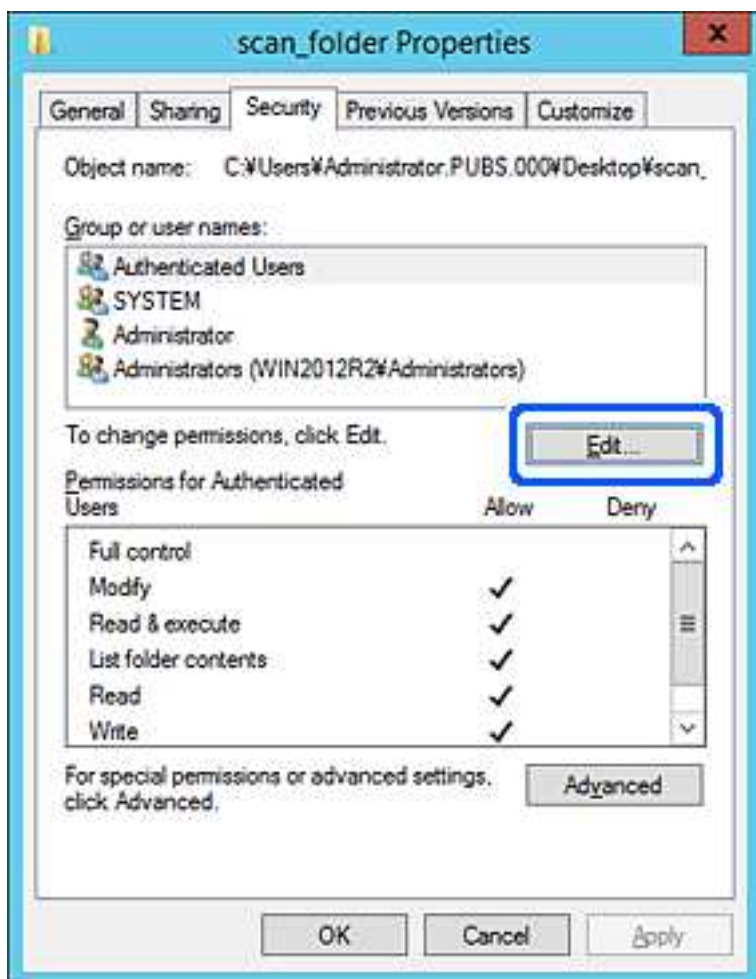 scan_folder Properties
x
General Sharing Security Previous Versions Customize
Object name: C:¥Users¥Administrator.PUBS.000¥Desktop¥scan_
Group or user names:
Authenticated Users
SYSTEM
Administrator
Administrators (WIN2012R2¥Administrators)
To change permissions, click Edit.
Edit...
Permissions for Authenticated
Users Allow Deny
Full control
Modify
Read & execute
List folder contents
Read
Write
For special permissions or advanced settings,
click Advanced.
Advanced
OK Cancel Apply